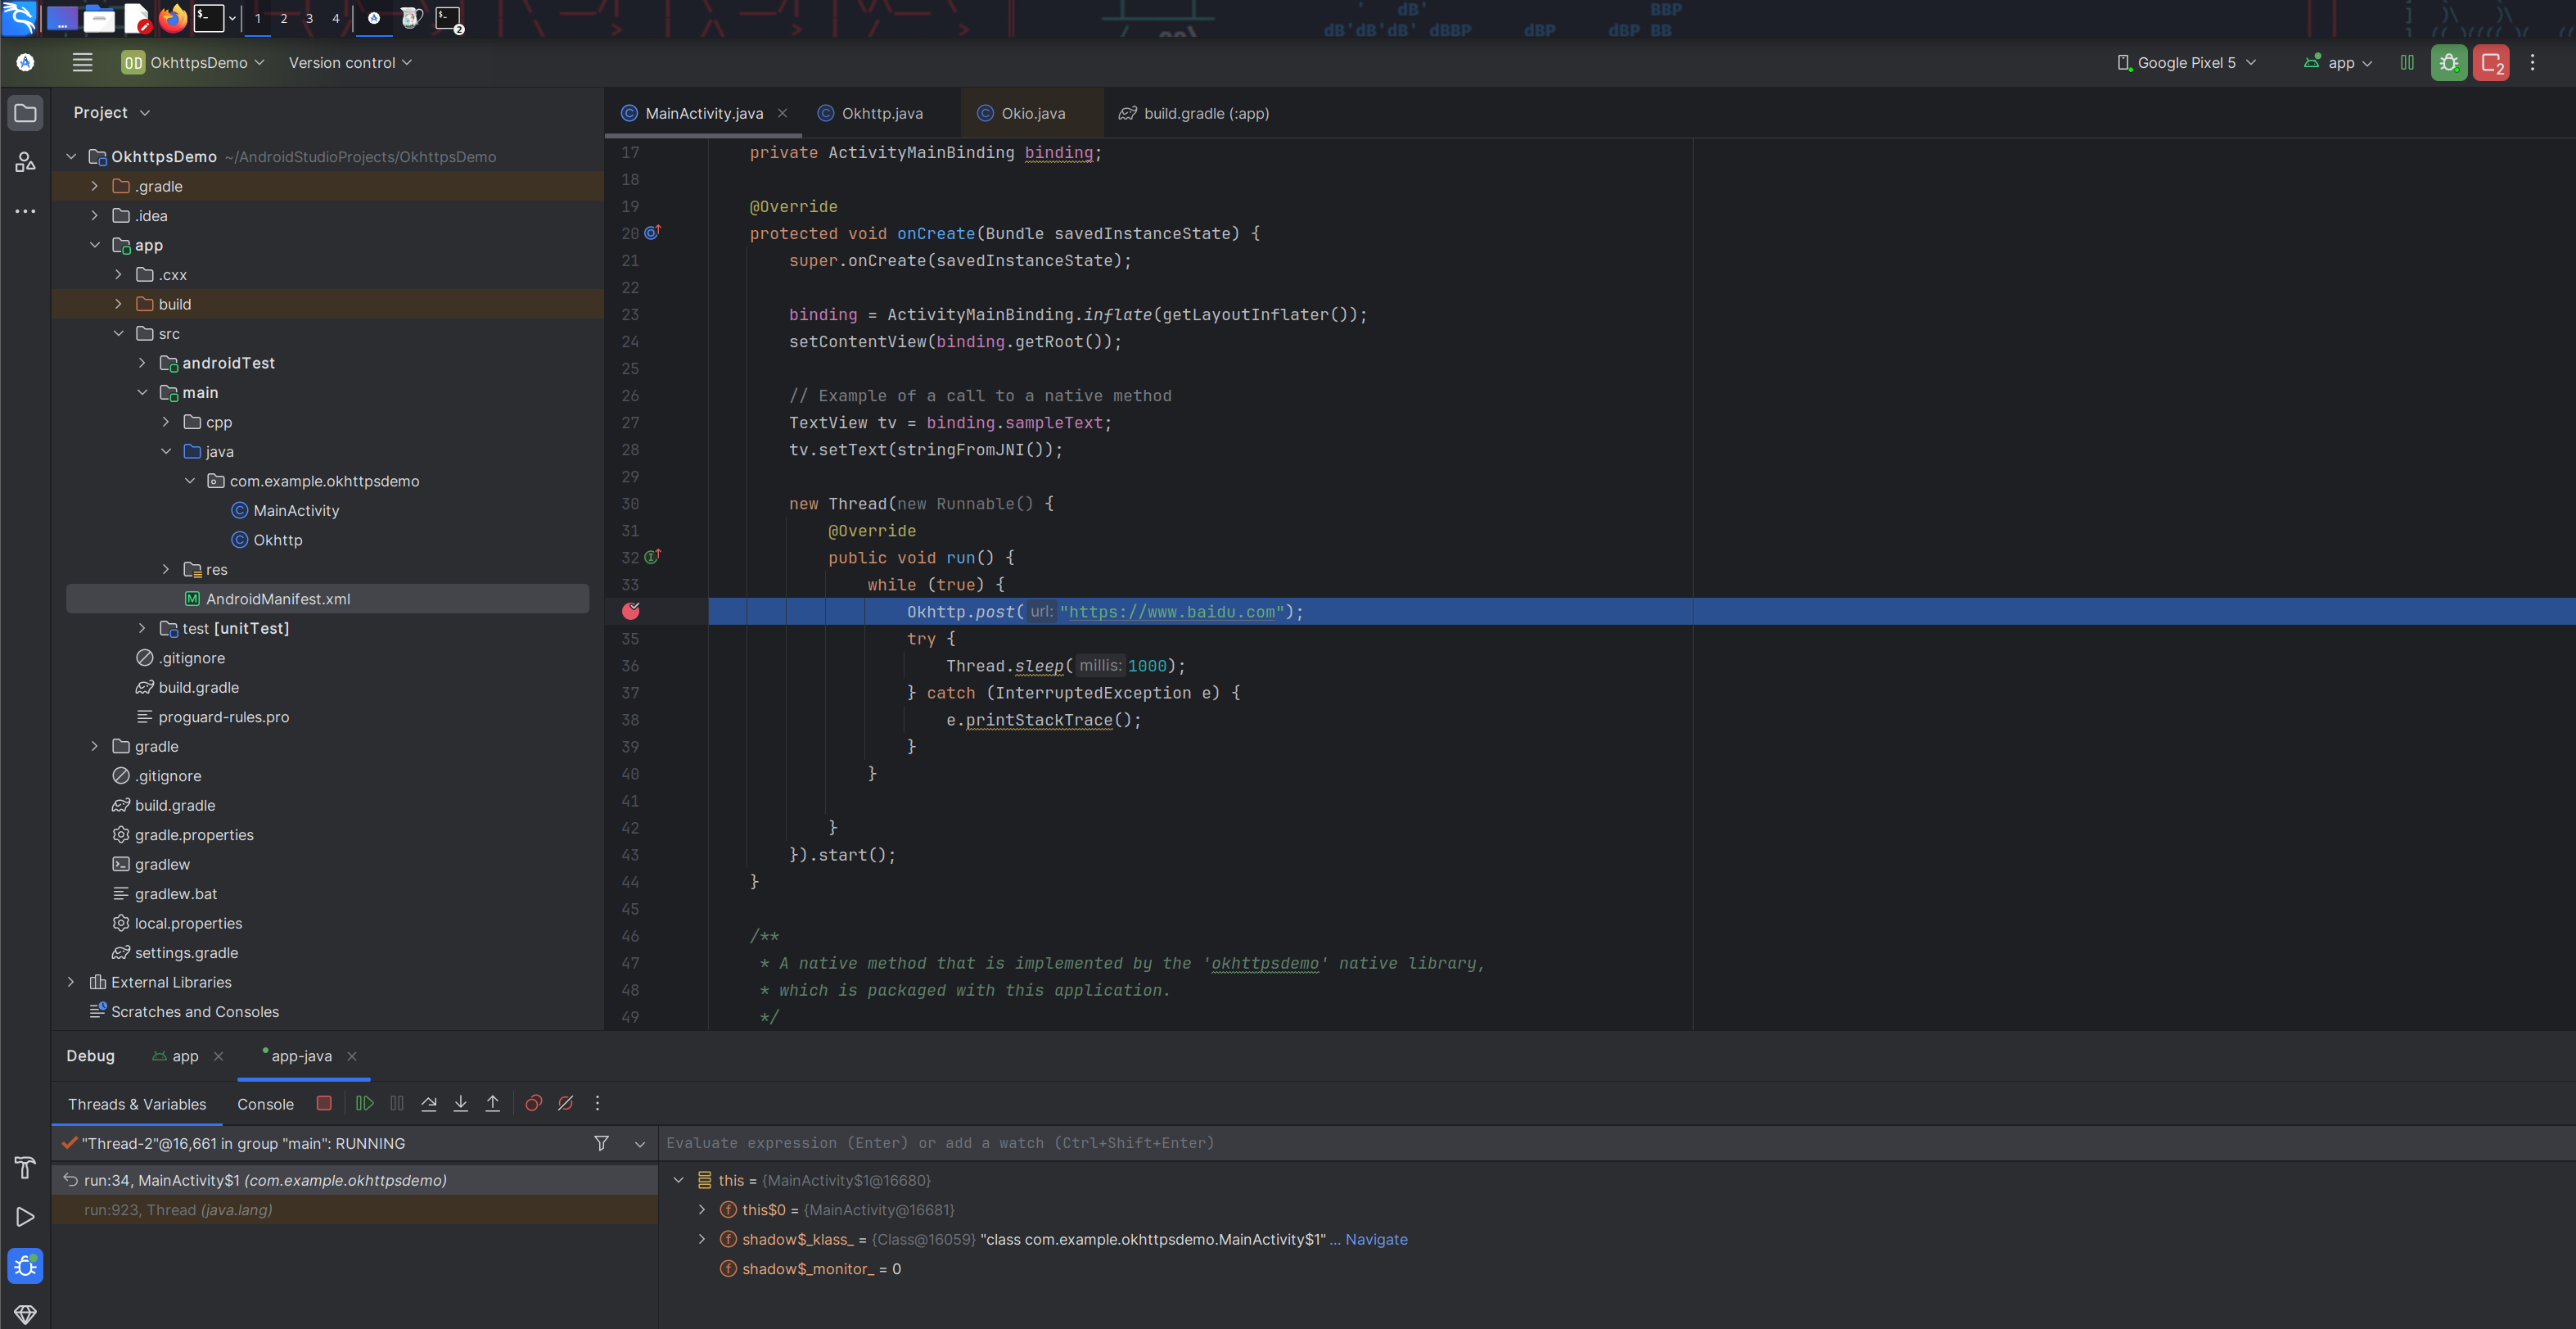 1 2 3 4
2
OD OkhttpsDemo Version control
Google Pixel 5 app 2
Project
MainActivity.java Okhttp.java Okio.java build.gradle (:app)
OkhttpsDemo ~/AndroidStudioProjects/OkhttpsDemo
.gradle
.idea
app
.cxx
build
src
androidTest
main
cpp
java
com.example.okhttpsdemo
MainActivity
Okhttp
res
AndroidManifest.xml
test [unitTest]
.gitignore
build.gradle
proguard-rules.pro
gradle
.gitignore
build.gradle
gradle.properties
gradlew
gradlew.bat
local.properties
settings.gradle
External Libraries
Scratches and Consoles
17 private ActivityMainBinding binding;
18
19 @Override
20 protected void onCreate(Bundle savedInstanceState) {
21 super.onCreate(savedInstanceState);
22
23 binding = ActivityMainBinding.inflate(getLayoutInflater());
24 setContentView(binding.getRoot());
25
26 // Example of a call to a native method
27 TextView tv = binding.sampleText;
28 tv.setText(stringFromJNI());
29
30 new Thread(new Runnable() {
31 @Override
32 public void run() {
33 while (true) {
Okhttp.post( url: "https://www.baidu.com");
35 try {
36 Thread.sleep( millis: 1000);
37 } catch (InterruptedException e) {
38 e.printStackTrace();
39 }
40 }
41
42 }
43 }).start();
44 }
45
46 /**
47 * A native method that is implemented by the 'okhttpsdemo' native library,
48 * which is packaged with this application.
49 */
Debug app app-java
Threads & Variables Console
"Thread-2"@16,661 in group "main": RUNNING
run:34, MainActivity$1 (com.example.okhttpsdemo)
run:923, Thread (java.lang)
Evaluate expression (Enter) or add a watch (Ctrl+Shift+Enter)
this = {MainActivity$1@16680}
this$0 = {MainActivity@16681}
shadow$_klass_ = {Class@16059} "class com.example.okhttpsdemo.MainActivity$1" ... Navigate
shadow$_monitor_ = 0